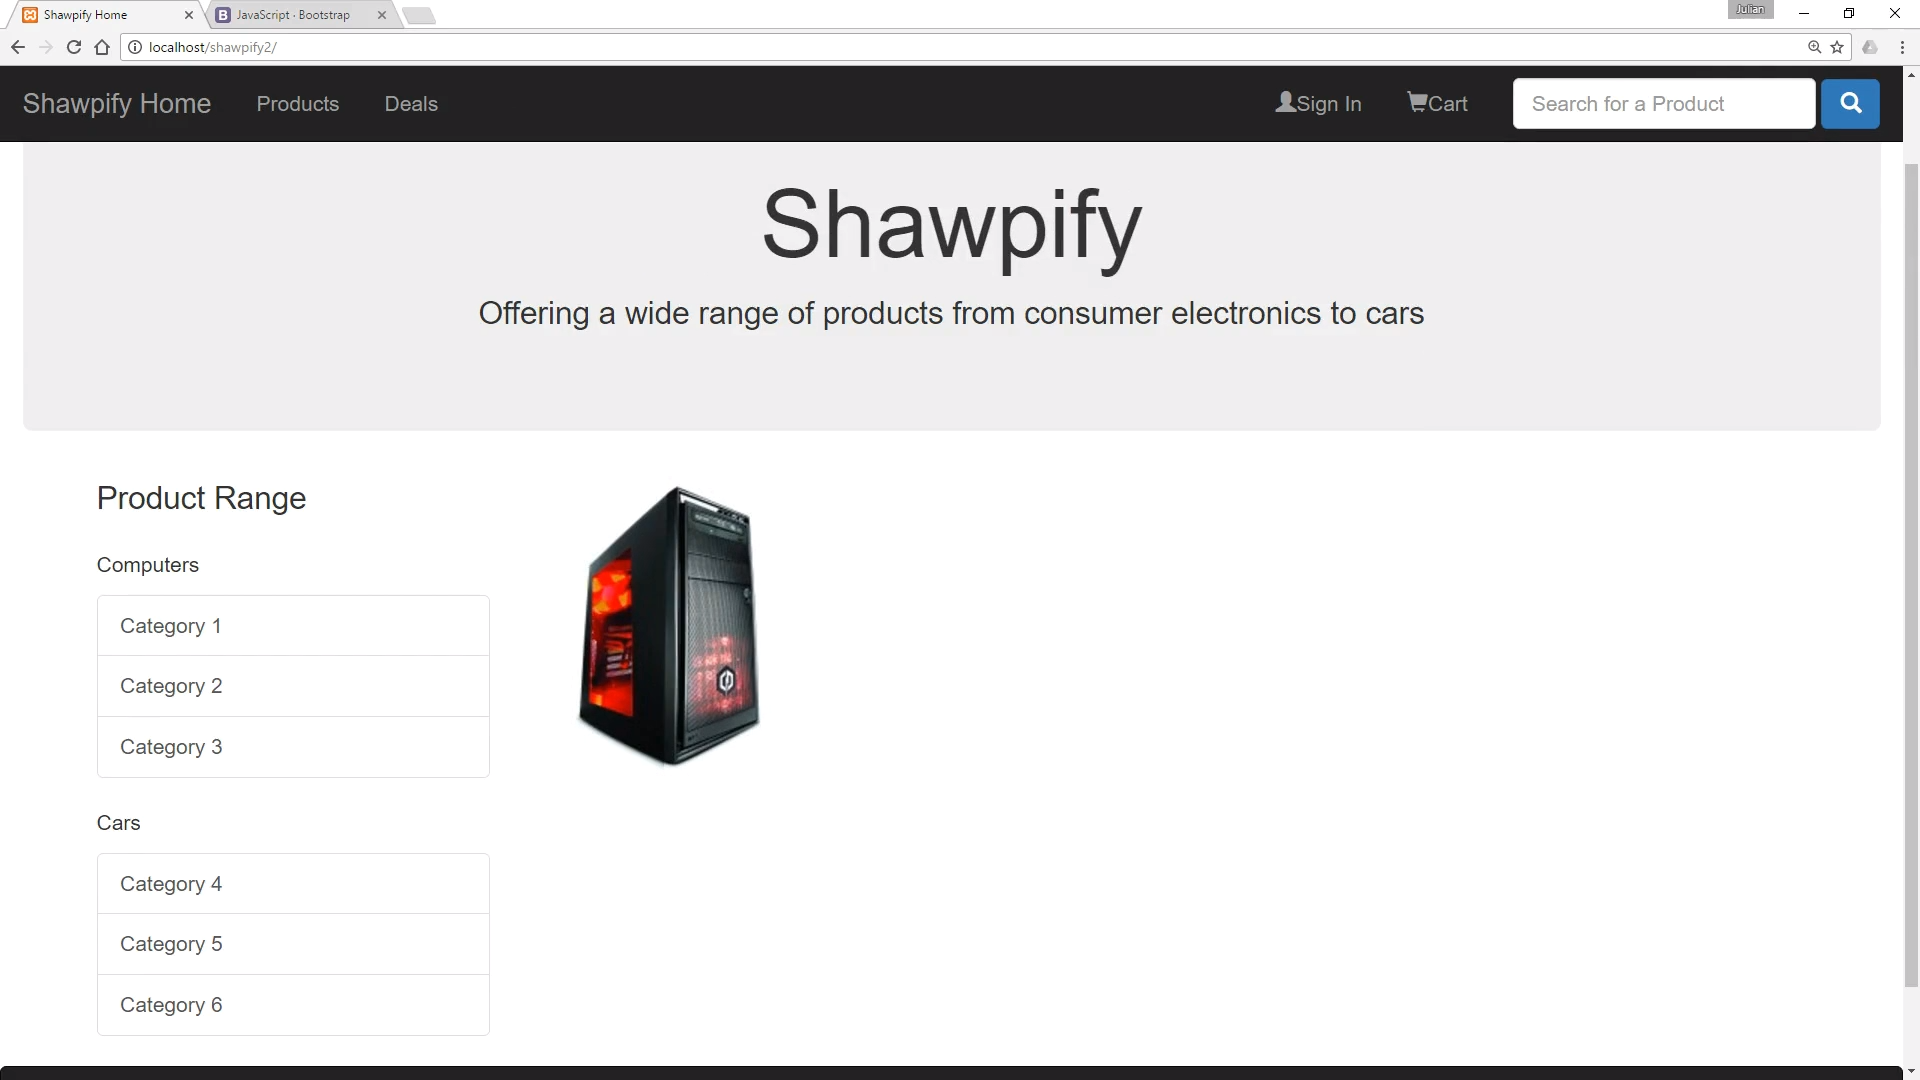 Shawpify Home
JavaScript · Bootstrap
Julian
localhost/shawpify2/
Shawpify Home
Products
Deals
Sign In
Cart
Search for a Product
Shawpify
Offering a wide range of products from consumer electronics to cars
Product Range
Computers
Category 1
Category 2
Category 3
Cars
Category 4
Category 5
Category 6